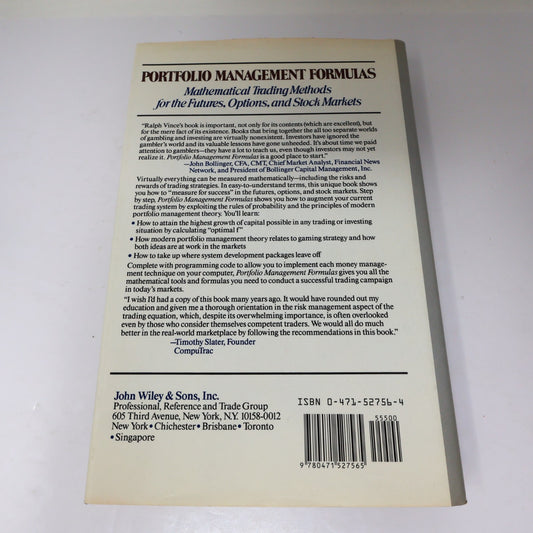 PORTFOLIO MANAGEMENT FORMULAS
Mathematical Trading Methods
for the Futures, Options, and Stock Markets
"Ralph Vince's book is important, not only for its contents (which are excellent), but
for the mere fact of its existence. Books that bring together the all too separate worlds
of gambling and investing are virtually nonexistent. Investors have ignored the
gambler's world and its valuable lessons have gone unheeded. It's about time we paid
attention to gamblers—they have a lot to teach us, even though investors may not yet
realize it. Portfolio Management Formulas is a good place to start."
—John Bollinger, CFA, CMT, Chief Market Analyst, Financial News
Network, and President of Bollinger Capital Management, Inc.
Virtually everything can be measured mathematically—including the risks and
rewards of trading strategies. In easy-to-understand terms, this unique book shows
you how to "measure for success" in the futures, options, and stock markets. Step
by step, Portfolio Management Formulas shows you how to augment your current
trading system by exploiting the rules of probability and the principles of modern
portfolio management theory. You'll learn:
• How to attain the highest growth of capital possible in any trading or investing
situation by calculating "optimal f"
• How modern portfolio management theory relates to gaming strategy and how
both ideas are at work in the markets
• How to take up where system development packages leave off
Complete with programming code to allow you to implement each money manage-
ment technique on your computer, Portfolio Management Formulas gives you all the
mathematical tools and formulas you need to conduct a successful trading campaign
in today's markets.
"I wish I'd had a copy of this book many years ago. It would have rounded out my
education and given me a thorough orientation in the risk management aspect of the
trading equation, which, despite its overwhelming importance, is often overlooked
even by those who consider themselves competent traders. We would all do much
better in the real-world marketplace by following the recommendations in this book."
—Timothy Slater, Founder
CompuTrac
John Wiley & Sons, Inc.
Professional, Reference and Trade Group
605 Third Avenue, New York, N.Y. 10158-0012
New York • Chichester • Brisbane • Toronto
• Singapore
ISBN 0-471-52756-4
55500
9 780471 527565